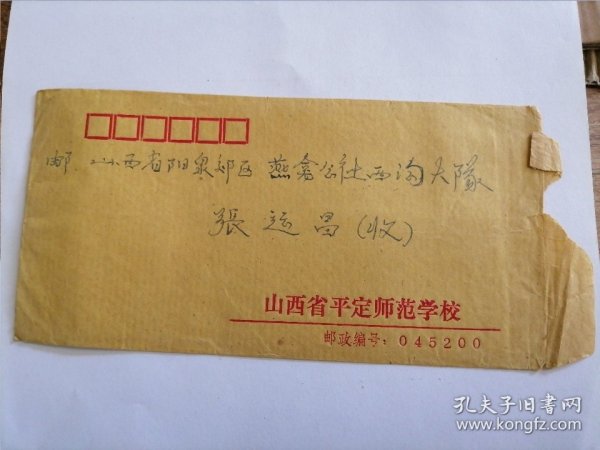 邮 山西省阳泉郊区 燕龛公社西沟大隊
張运昌(收)
山西省平定师范学校
邮政编号：045200
孔夫子旧书网
www.kongfz.com